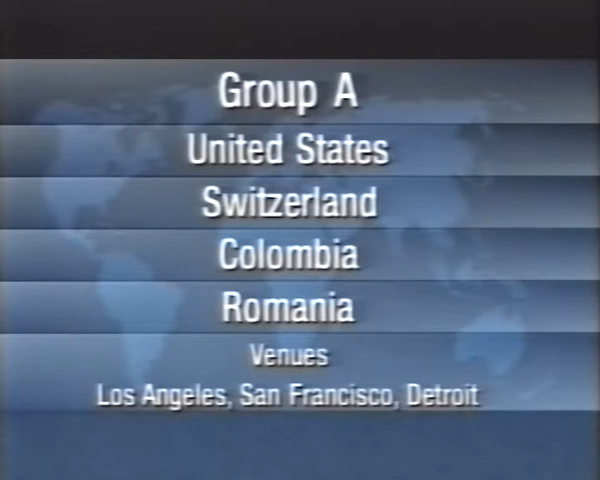 Group A
United States
Switzerland
Colombia
Romania
Venues
Los Angeles, San Francisco, Detroit